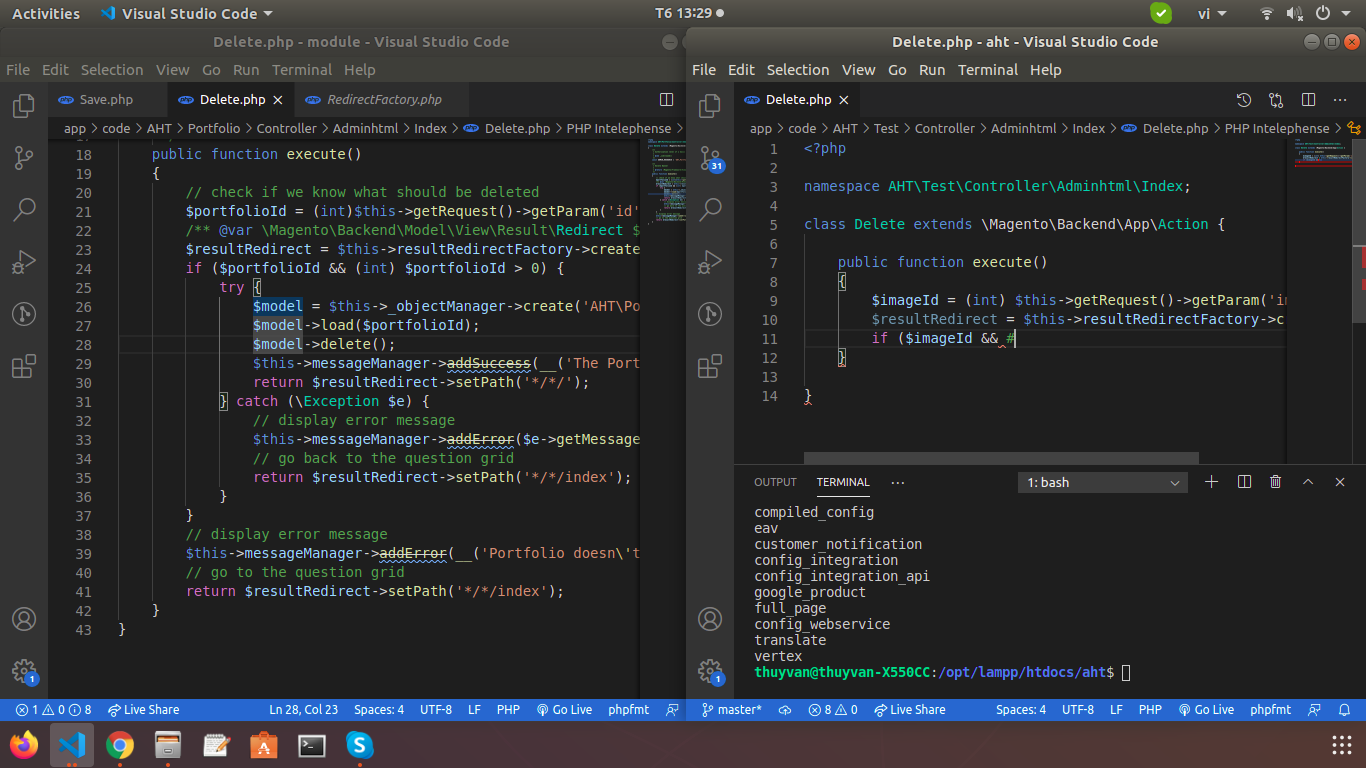 Activities
Visual Studio Code
T6 13:29
vi
Delete.php - module - Visual Studio Code
File Edit Selection View Go Run Terminal Help
Save.php
Delete.php
RedirectFactory.php
app > code > AHT > Portfolio > Controller > Adminhtml > Index > Delete.php > PHP Intelephense >
18 public function execute()
19 {
20 // check if we know what should be deleted
21 $portfolioId = (int)$this->getRequest()->getParam('id'
22 /** @var \Magento\Backend\Model\View\Result\Redirect $
23 $resultRedirect = $this->resultRedirectFactory->create
24 if ($portfolioId && (int) $portfolioId > 0) {
25 try {
26 $model = $this->_objectManager->create('AHT\Po
27 $model->load($portfolioId);
28 $model->delete();
29 $this->messageManager->addSuccess(__('The Port
30 return $resultRedirect->setPath('*/*/');
31 } catch (\Exception $e) {
32 // display error message
33 $this->messageManager->addError($e->getMessage
34 // go back to the question grid
35 return $resultRedirect->setPath('*/*/index');
36 }
37 }
38 // display error message
39 $this->messageManager->addError(__('Portfolio doesn\'t
40 // go to the question grid
41 return $resultRedirect->setPath('*/*/index');
42 }
43 }
1
1 0 8 Live Share Ln 28, Col 23 Spaces: 4 UTF-8 LF PHP Go Live phpfmt
Delete.php - aht - Visual Studio Code
File Edit Selection View Go Run Terminal Help
Delete.php
app > code > AHT > Test > Controller > Adminhtml > Index > Delete.php > PHP Intelephense >
31
1 <?php
2
3 namespace AHT\Test\Controller\Adminhtml\Index;
4
5 class Delete extends \Magento\Backend\App\Action {
6
7 public function execute()
8 {
9 $imageId = (int) $this->getRequest()->getParam('i
10 $resultRedirect = $this->resultRedirectFactory->c
11 if ($imageId && #
12 }
13
14 }
OUTPUT TERMINAL ··· 1: bash
compiled_config
eav
customer_notification
config_integration
config_integration_api
google_product
full_page
config_webservice
translate
vertex
thuyvan@thuyvan-X550CC:/opt/lampp/htdocs/aht$
1
master* 8 0 Live Share Spaces: 4 UTF-8 LF PHP Go Live phpfmt